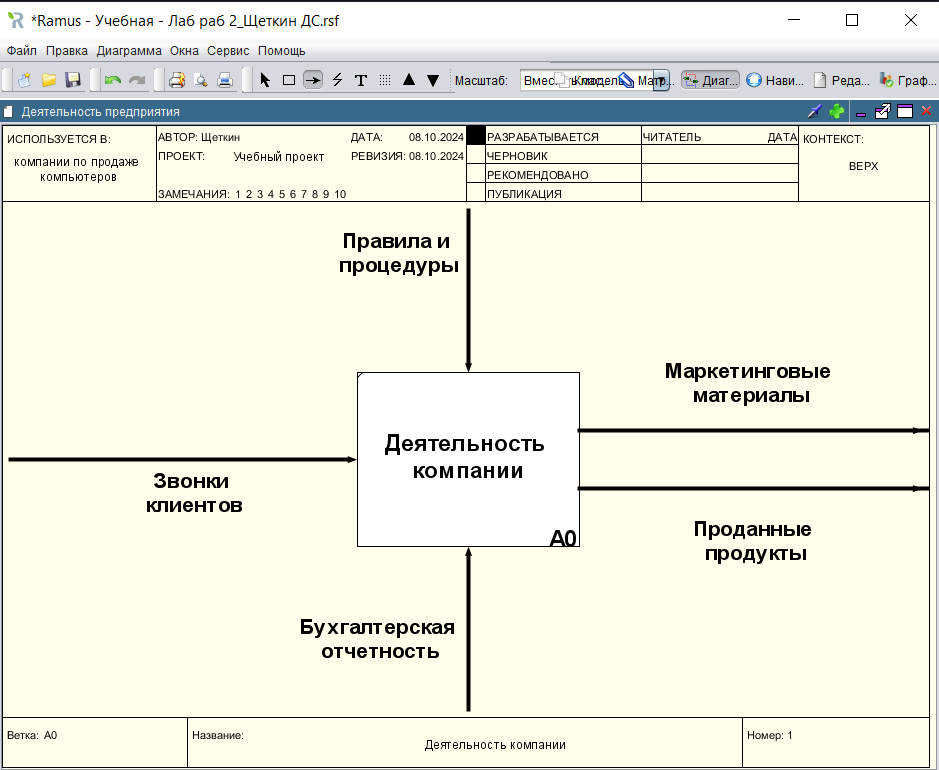 *Ramus - Учебная - Лаб раб 2_Щеткин ДС.rsf
Файл Правка Диаграмма Окна Сервис Помощь
Масштаб: Диаг... Нави... Реда... Граф...
Деятельность предприятия
ИСПОЛЬЗУЕТСЯ В:
компании по продаже
компьютеров
АВТОР: Щеткин ДАТА: 08.10.2024
ПРОЕКТ: Учебный проект РЕВИЗИЯ: 08.10.2024
ЗАМЕЧАНИЯ: 1 2 3 4 5 6 7 8 9 10
РАЗРАБАТЫВАЕТСЯ
ЧЕРНОВИК
РЕКОМЕНДОВАНО
ПУБЛИКАЦИЯ
ЧИТАТЕЛЬ ДАТА
КОНТЕКСТ:
ВЕРХ
Правила и
процедуры
Маркетинговые
материалы
Деятельность
компании
A0
Звонки
клиентов
Проданные
продукты
Бухгалтерская
отчетность
Ветка: A0
Название:
Деятельность компании
Номер: 1